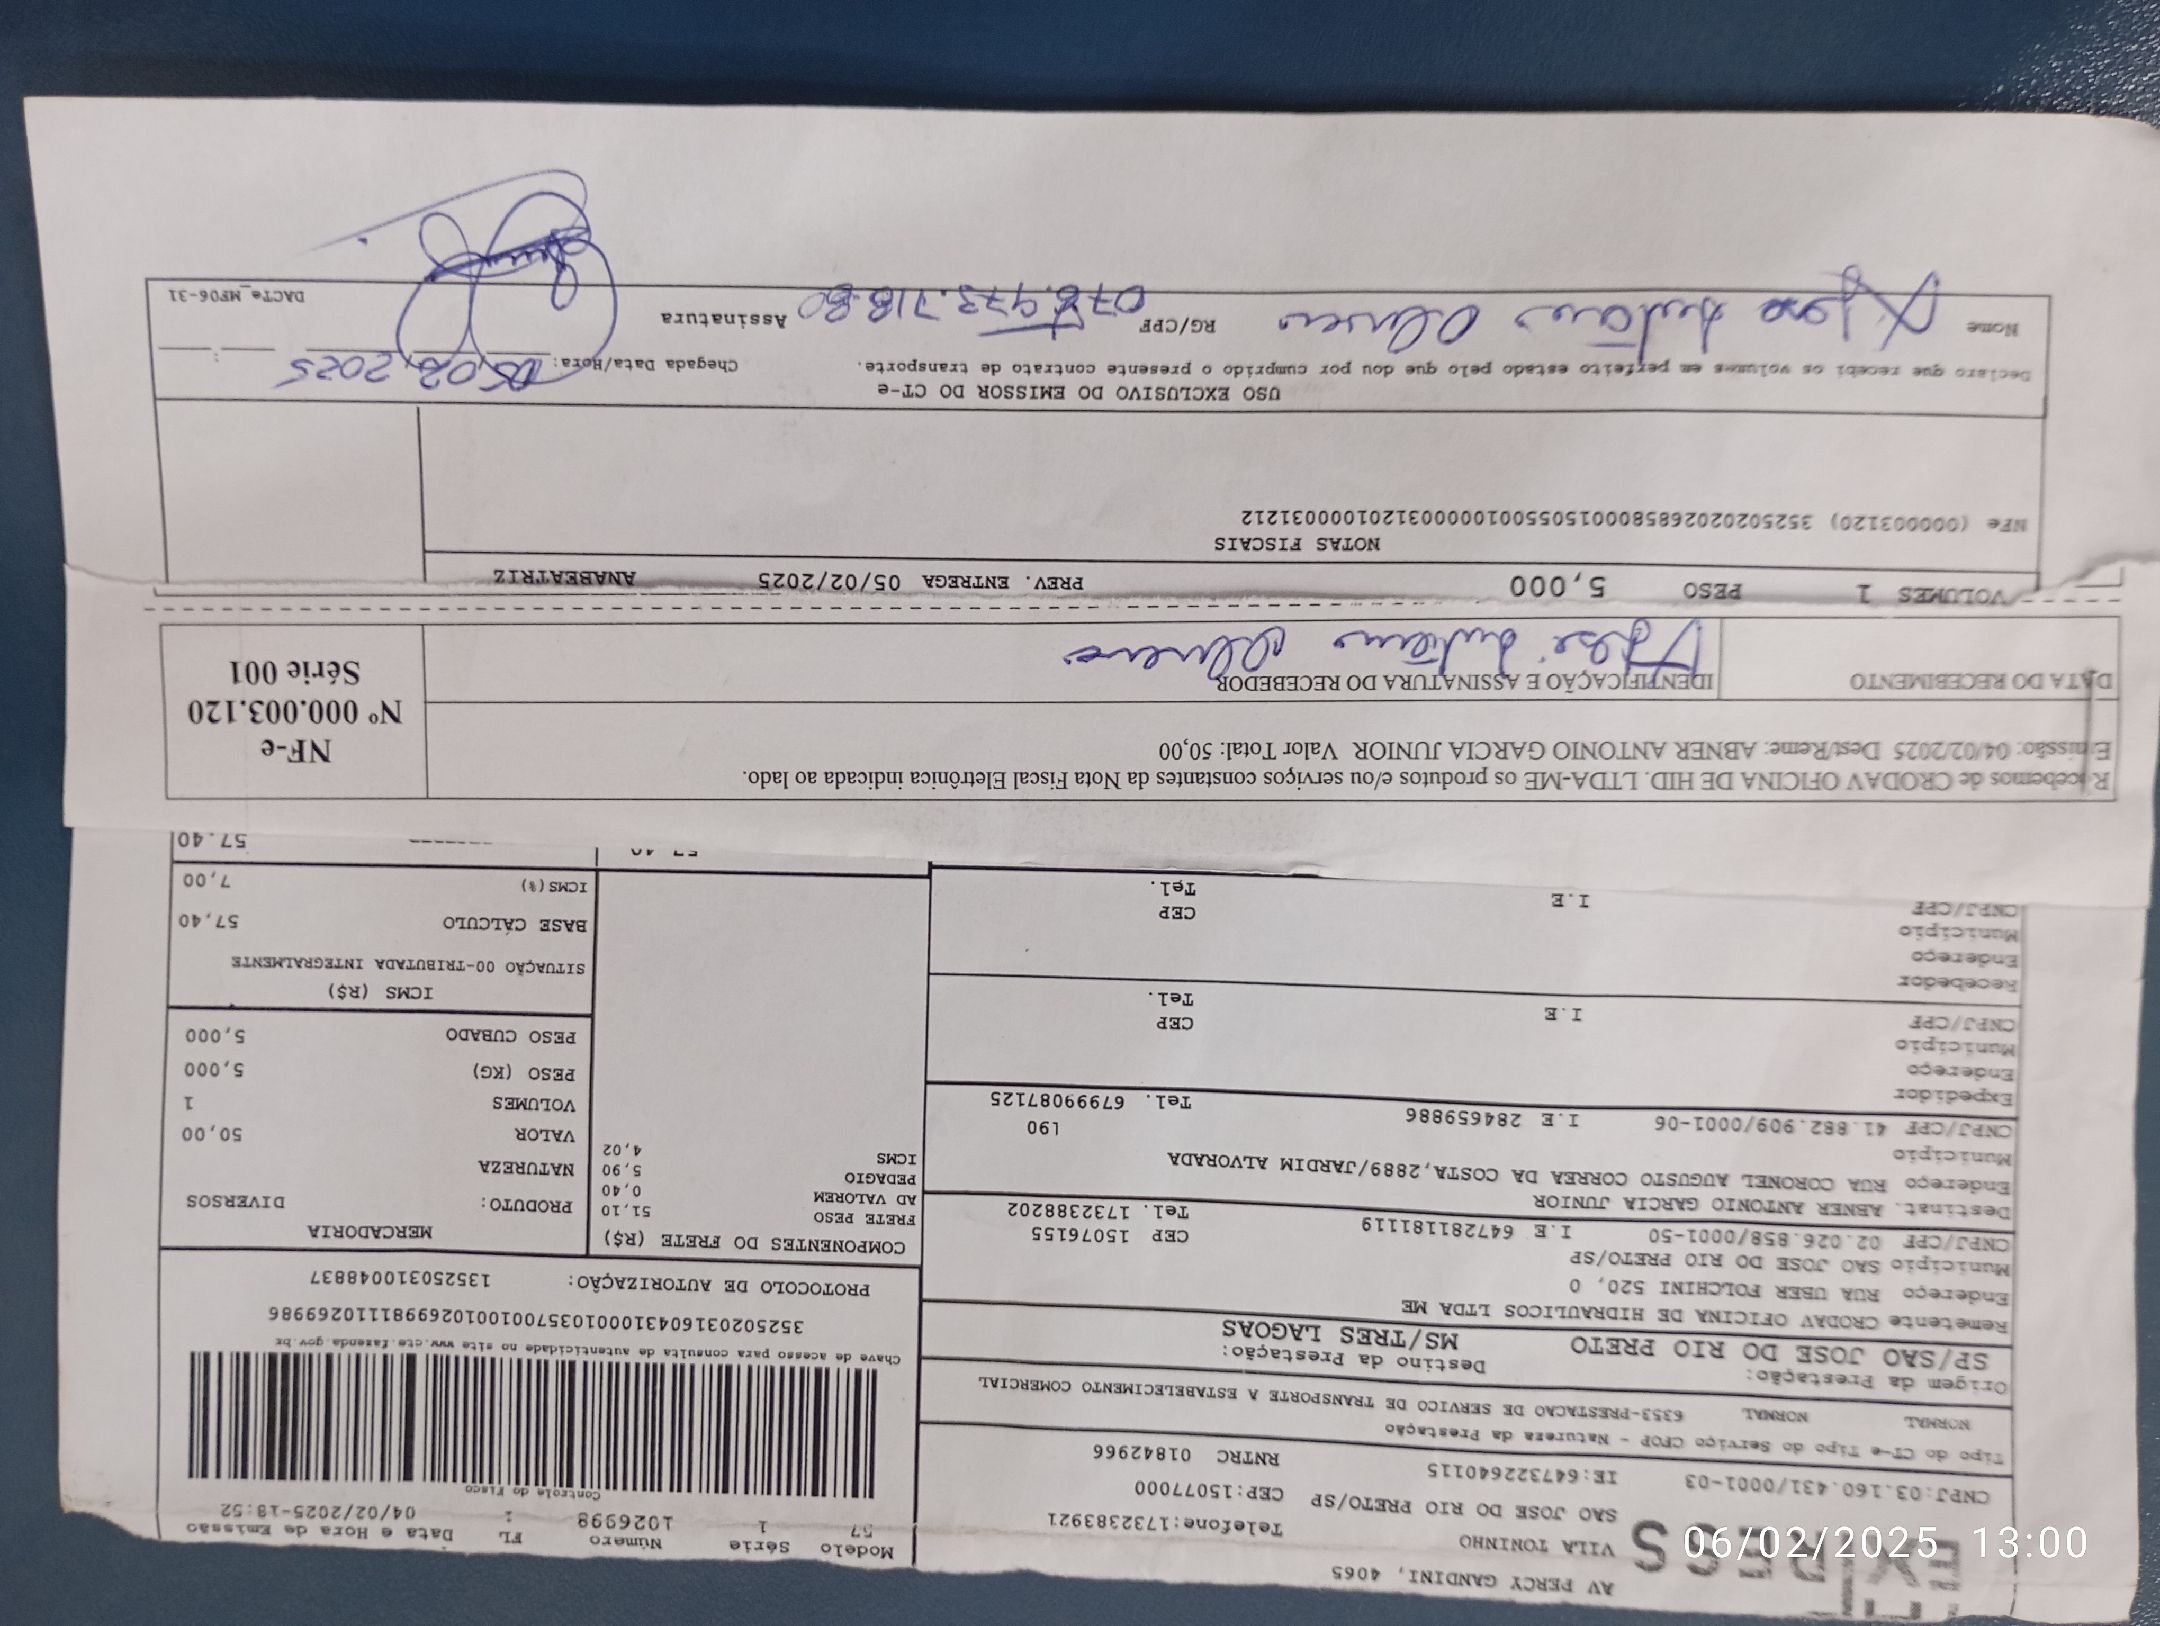 EXPRESS
AV PERCY GANDINI, 4065
VILA TONINHO Telefone:1732383921
SAO JOSE DO RIO PRETO/SP CEP:15077000
CNPJ:03.160.431/0001-03 IE:647322640115 RNTRC 01842966
Modelo Série Número FL Data e Hora de Emissao
57 1 1026998 1 04/02/2025-18:52
Controle do Fisco
Tipo do CT-e Tipo do Serviço CFOP - Natureza da Prestação
NORMAL NORMAL 6353-PRESTACAO DE SERVICO DE TRANSPORTE A ESTABELECIMENTO COMERCIAL
Origem da Prestação: Destino da Prestação:
SP/SAO JOSE DO RIO PRETO MS/TRES LAGOAS
Chave de acesso para consulta de autenticidade no site www.cte.fazenda.gov.br
35250203160431000103570010010269981110269986
PROTOCOLO DE AUTORIZAÇÃO: 135250310048837
Remetente CRODAV OFICINA DE HIDRAULICOS LTDA ME
Endereço RUA UBER FOLCHINI 520, 0
Município SAO JOSE DO RIO PRETO/SP CEP 15076155
CNPJ/CPF 02.026.858/0001-50 I.E 647281181119 Tel. 1732388202
Destinat. ABNER ANTONIO GARCIA JUNIOR
Endereço RUA CORONEL AUGUSTO CORREA DA COSTA,2889/JARDIM ALVORADA
Município 190
CNPJ/CPF 41.882.909/0001-06 I.E 284659886 Tel. 67999087125
Expedidor
Endereço
Município CEP
CNPJ/CPF I.E Tel.
Recebedor
Endereço
Município CEP
CNPJ/CPF I.E Tel.
COMPONENTES DO FRETE (R$)
FRETE PESO 51,10
AD VALOREM 0,40
PEDAGIO 5,90
ICMS 4,02
57,40
MERCADORIA
PRODUTO: DIVERSOS
NATUREZA
VALOR 50,00
VOLUMES 1
PESO (KG) 5,000
PESO CUBADO 5,000
ICMS (R$)
SITUAÇÃO 00-TRIBUTADA INTEGRALMENTE
BASE CÁLCULO 57,40
ICMS(%) 7,00
57.40
Recebemos de CRODAV OFICINA DE HID. LTDA-ME os produtos e/ou serviços constantes da Nota Fiscal Eletrônica indicada ao lado.
Emissão: 04/02/2025 Dest/Reme: ABNER ANTONIO GARCIA JUNIOR Valor Total: 50,00
DATA DO RECEBIMENTO IDENTIFICAÇÃO E ASSINATURA DO RECEBEDOR
NF-e
Nº 000.003.120
Série 001
VOLUMES 1 PESO 5,000 PREV. ENTREGA 05/02/2025 ANABEATRIZ
NOTAS FISCAIS
NFe (000003120) 35250202026858000150550010000031201000031212
USO EXCLUSIVO DO EMISSOR DO CT-e
Declaro que recebi os volumes em perfeito estado pelo que dou por cumprido o presente contrato de transporte. Chegada Data/Hora: 05,02,2025
Nome RG/CPF Assinatura
DACTe_MF06-31
06/02/2025 13:00